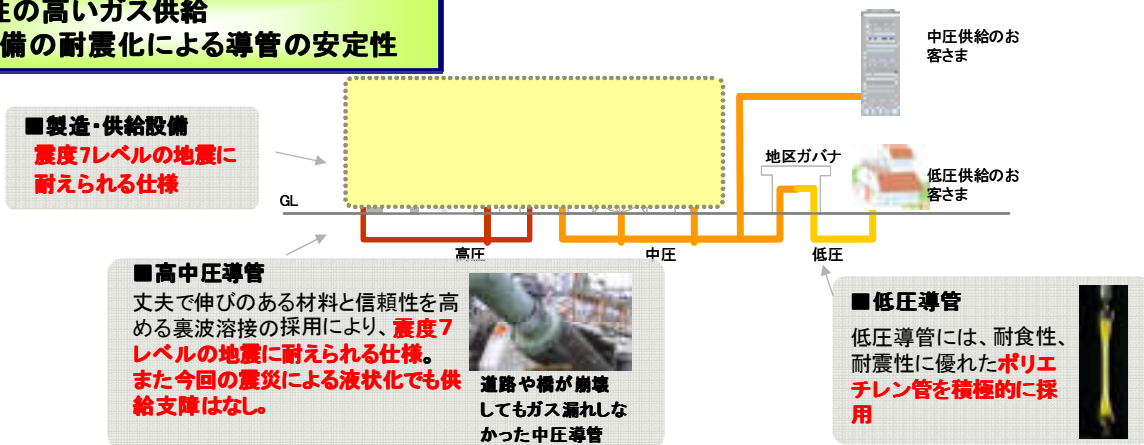 性の高いガス供給
備の耐震化による導管の安定性
中圧供給のお
客さま
■製造・供給設備
震度7レベルの地震に
耐えられる仕様
地区ガバナ
低圧供給のお
客さま
GL
高圧
中圧
低圧
■高中圧導管
丈夫で伸びのある材料と信頼性を高
める裏波溶接の採用により、震度7
レベルの地震に耐えられる仕様。
また今回の震災による液状化でも供
給支障はなし。
道路や橋が崩壊
してもガス漏れしな
かった中圧導管
■低圧導管
低圧導管には、耐食性、
耐震性に優れたポリエ
チレン管を積極的に採
用